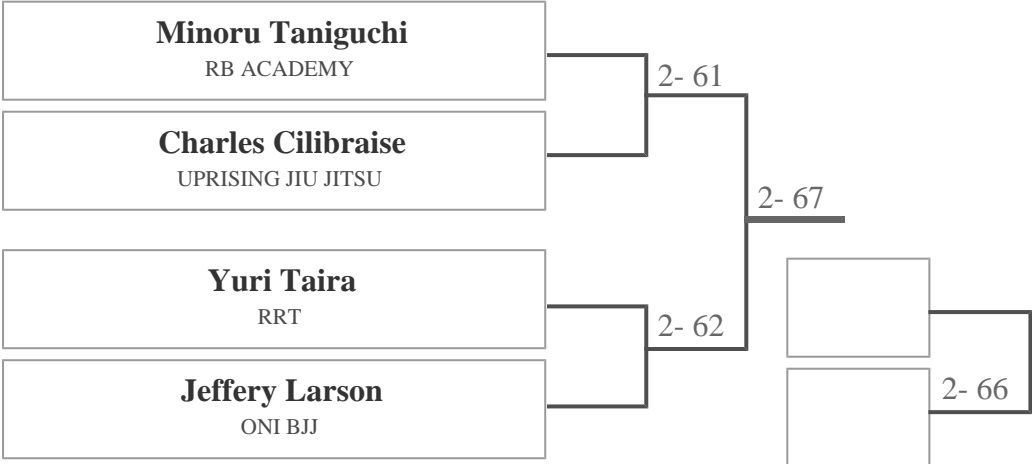 Minoru Taniguchi
RB ACADEMY
2- 61
Charles Cilibraise
UPRISING JIU JITSU
2- 67
Yuri Taira
RRT
2- 62
Jeffery Larson
ONI BJJ
2- 66